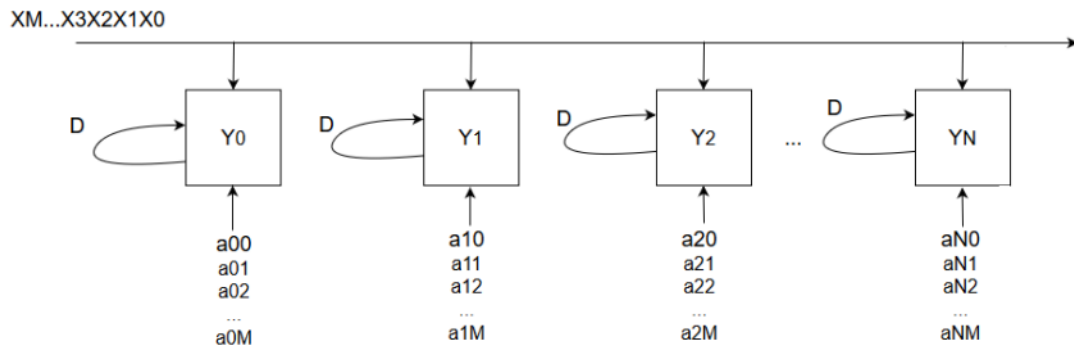 XM...X3X2X1X0
D Y0 D Y1 D Y2 ... D YN
a00 a10 a20 aN0
a01 a11 a21 aN1
a02 a12 a22 aN2
... ... ... ...
a0M a1M a2M aNM